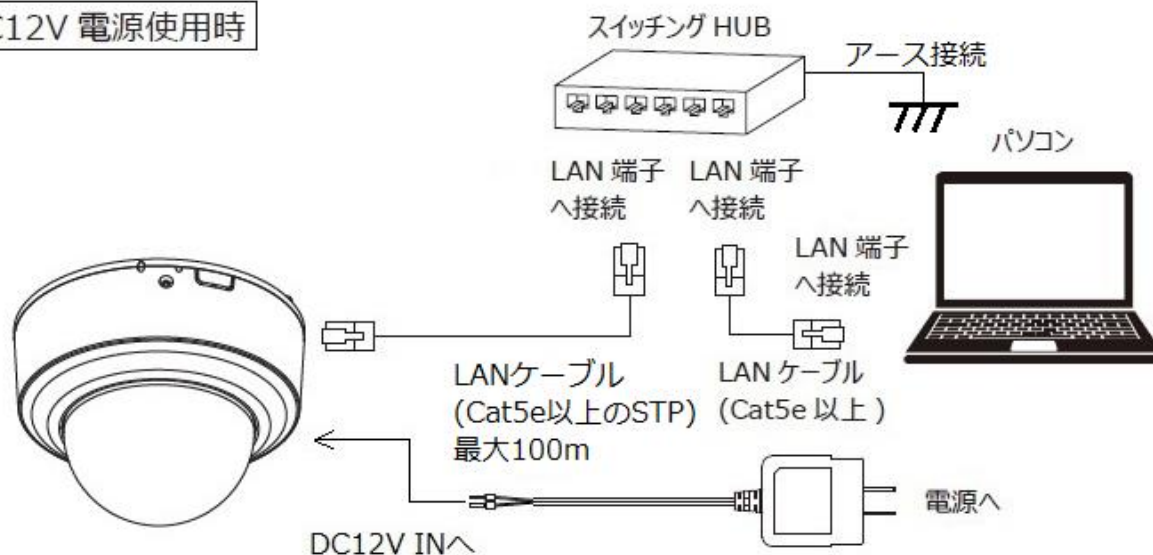 C12V 電源使用時
スイッチング HUB
アース接続
パソコン
LAN 端子
へ接続
LAN 端子
へ接続
LAN 端子
へ接続
LANケーブル
(Cat5e以上のSTP)
最大100m
LAN ケーブル
(Cat5e 以上 )
電源へ
DC12V INへ